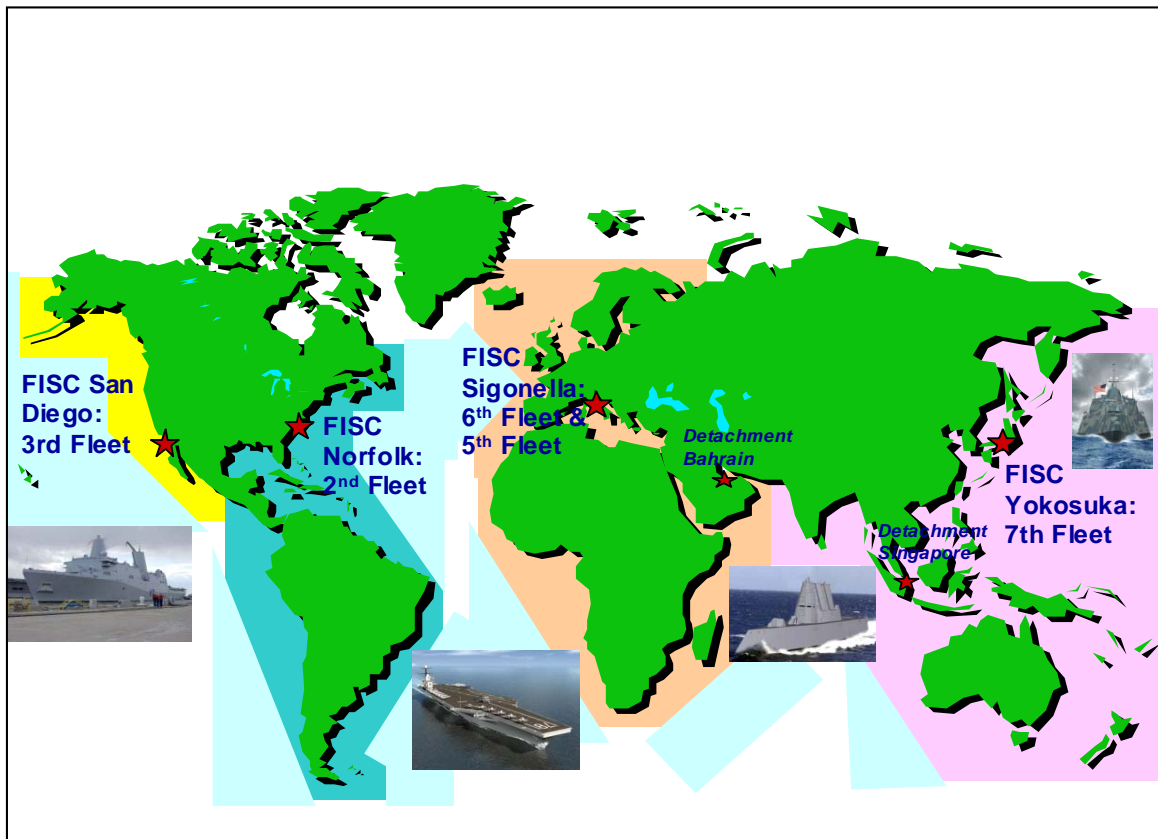 FISC San
Diego:
3rd Fleet
FISC
Norfolk:
2nd Fleet
FISC
Sigonella:
6th Fleet &
5th Fleet
Detachment
Bahrain
Detachment
Singapore
FISC
Yokosuka:
7th Fleet
78